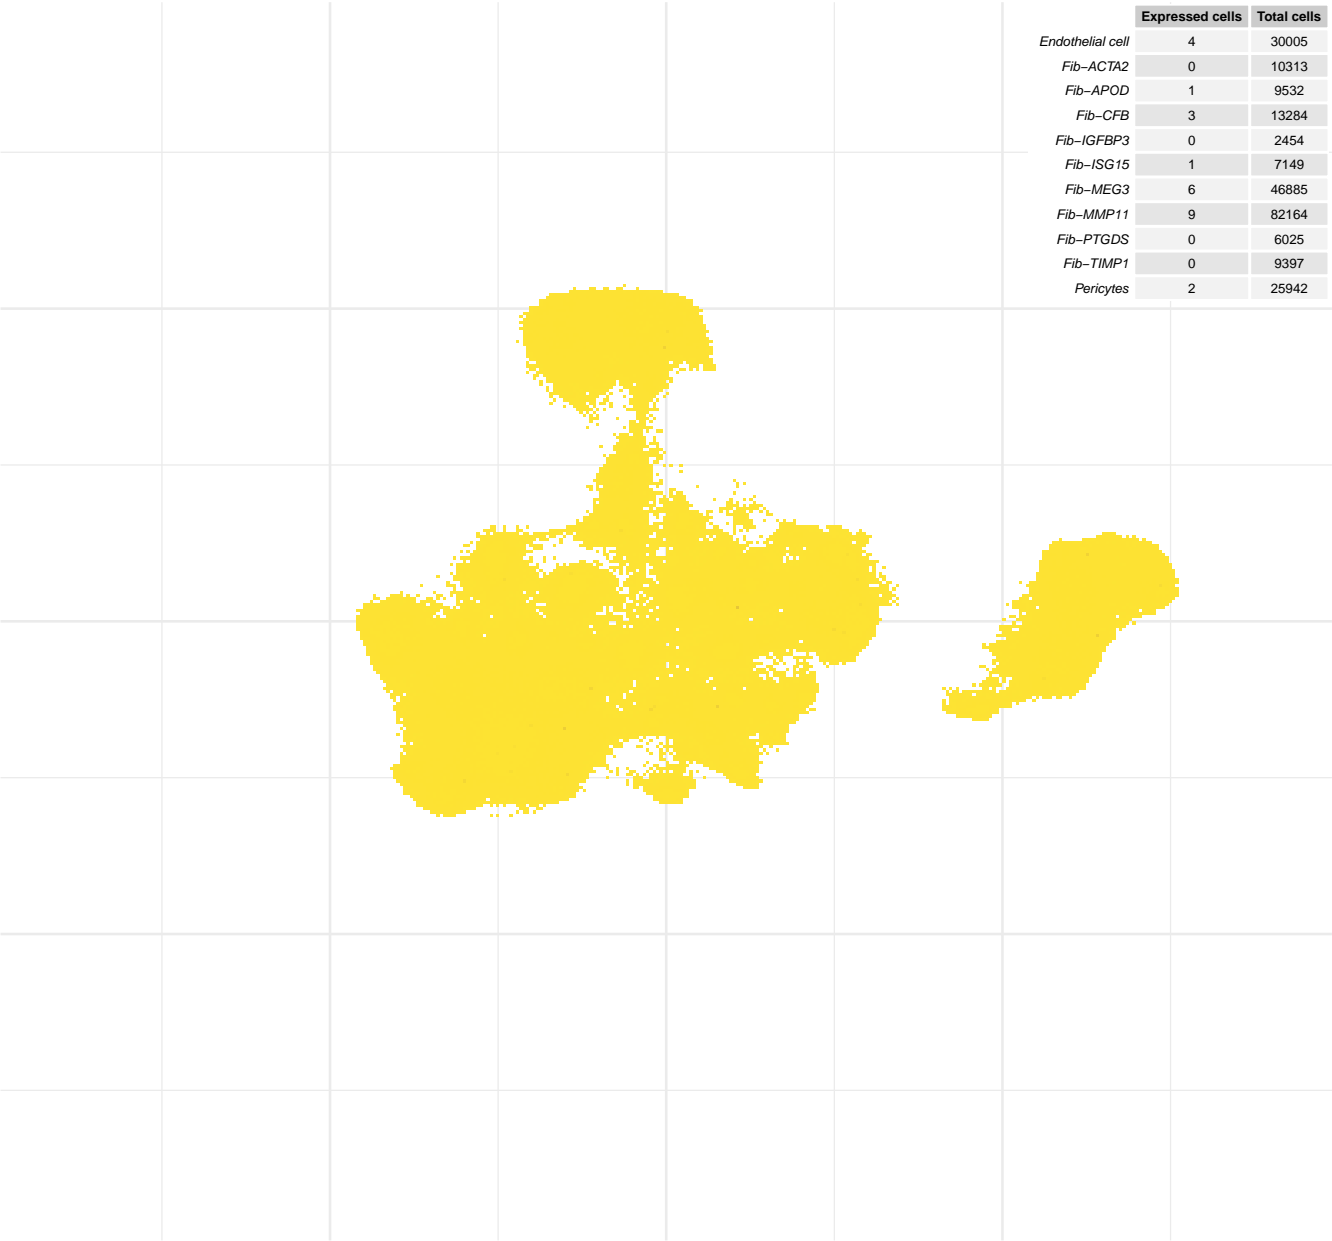 Expressed cells Total cells
Endothelial cell 4 30005
Fib−ACTA2 0 10313
Fib−APOD 1 9532
Fib−CFB 3 13284
Fib−IGFBP3 0 2454
Fib−ISG15 1 7149
Fib−MEG3 6 46885
Fib−MMP11 9 82164
Fib−PTGDS 0 6025
Fib−TIMP1 0 9397
Pericytes 2 25942